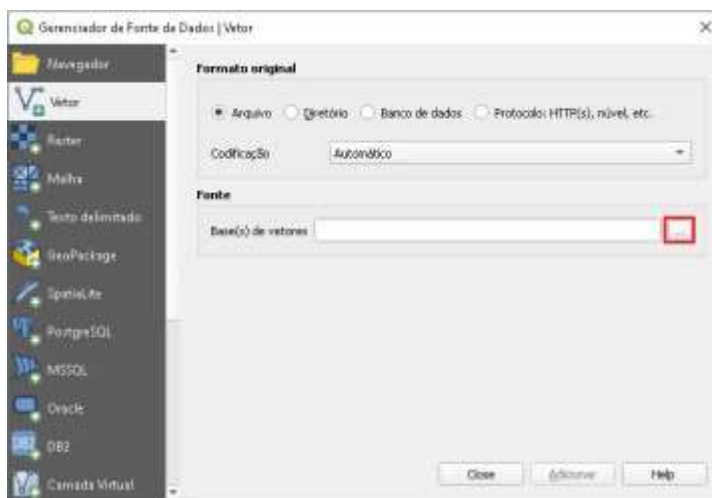 Gerenciador de Fonte de Dados | Vetor
Navegador
Vetor
Raster
Malha
Texto delimitado
GeoPackage
SpatiaLite
PostgreSQL
MSSQL
Oracle
DB2
Camada Virtual
Formato original
Arquivo Diretório Banco de dados Protocolo: HTTP(s), núvel, etc.
Codificação Automático
Fonte
Base(s) de vetores ...
Close Adicionar Help